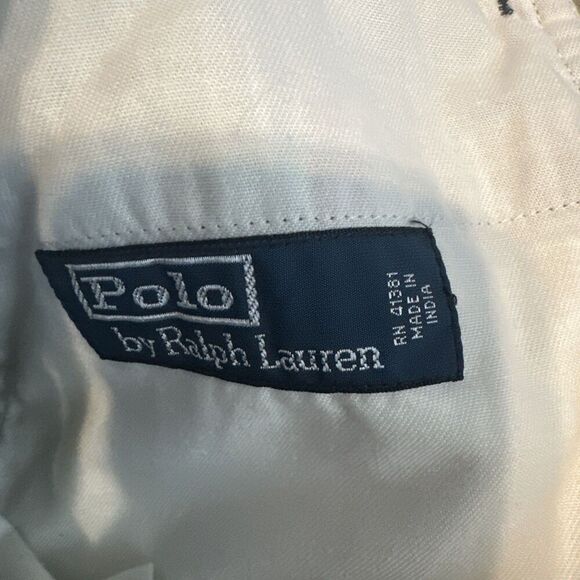 Polo
by Ralph Lauren
RN 41381
MADE IN
INDIA